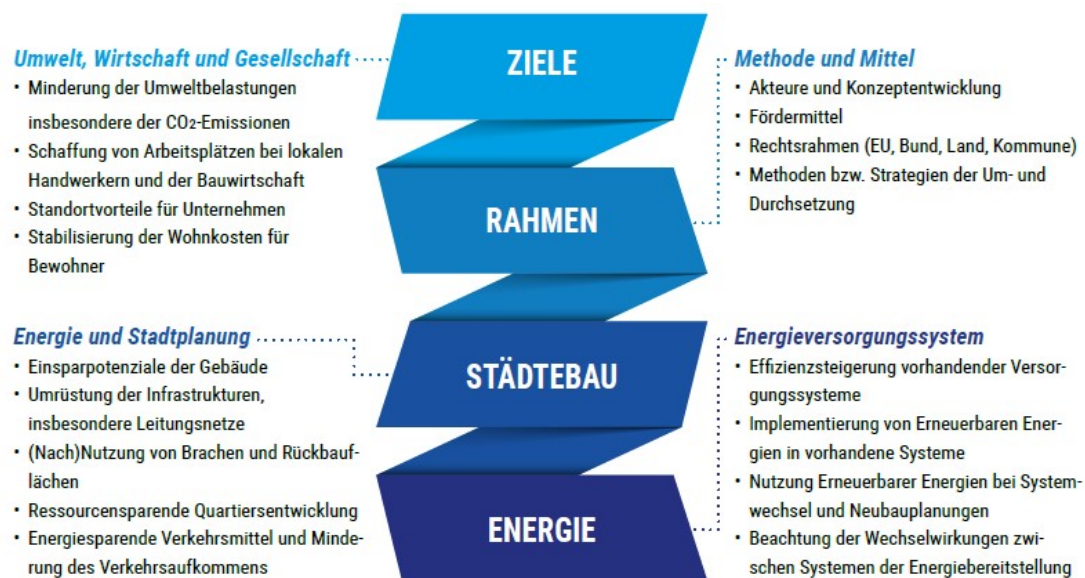 ZIELE
Umwelt, Wirtschaft und Gesellschaft
• Minderung der Umweltbelastungen
insbesondere der CO₂-Emissionen
• Schaffung von Arbeitsplätzen bei lokalen
Handwerkern und der Bauwirtschaft
• Standortvorteile für Unternehmen
• Stabilisierung der Wohnkosten für
Bewohner
RAHMEN
Methode und Mittel
• Akteure und Konzeptentwicklung
• Fördermittel
• Rechtsrahmen (EU, Bund, Land, Kommune)
• Methoden bzw. Strategien der Um- und
Durchsetzung
STÄDTEBAU
Energie und Stadtplanung
• Einsparpotenziale der Gebäude
• Umrüstung der Infrastrukturen,
insbesondere Leitungsnetze
• (Nach)Nutzung von Brachen und Rückbauf-
lächen
• Ressourcensparende Quartiersentwicklung
• Energiesparende Verkehrsmittel und Minde-
rung des Verkehrsaufkommens
ENERGIE
Energieversorgungssystem
• Effizienzsteigerung vorhandender Versor-
gungssysteme
• Implementierung von Erneuerbaren Ener-
gien in vorhandene Systeme
• Nutzung Erneuerbarer Energien bei System-
wechsel und Neubauplanungen
• Beachtung der Wechselwirkungen zwi-
schen Systemen der Energiebereitstellung